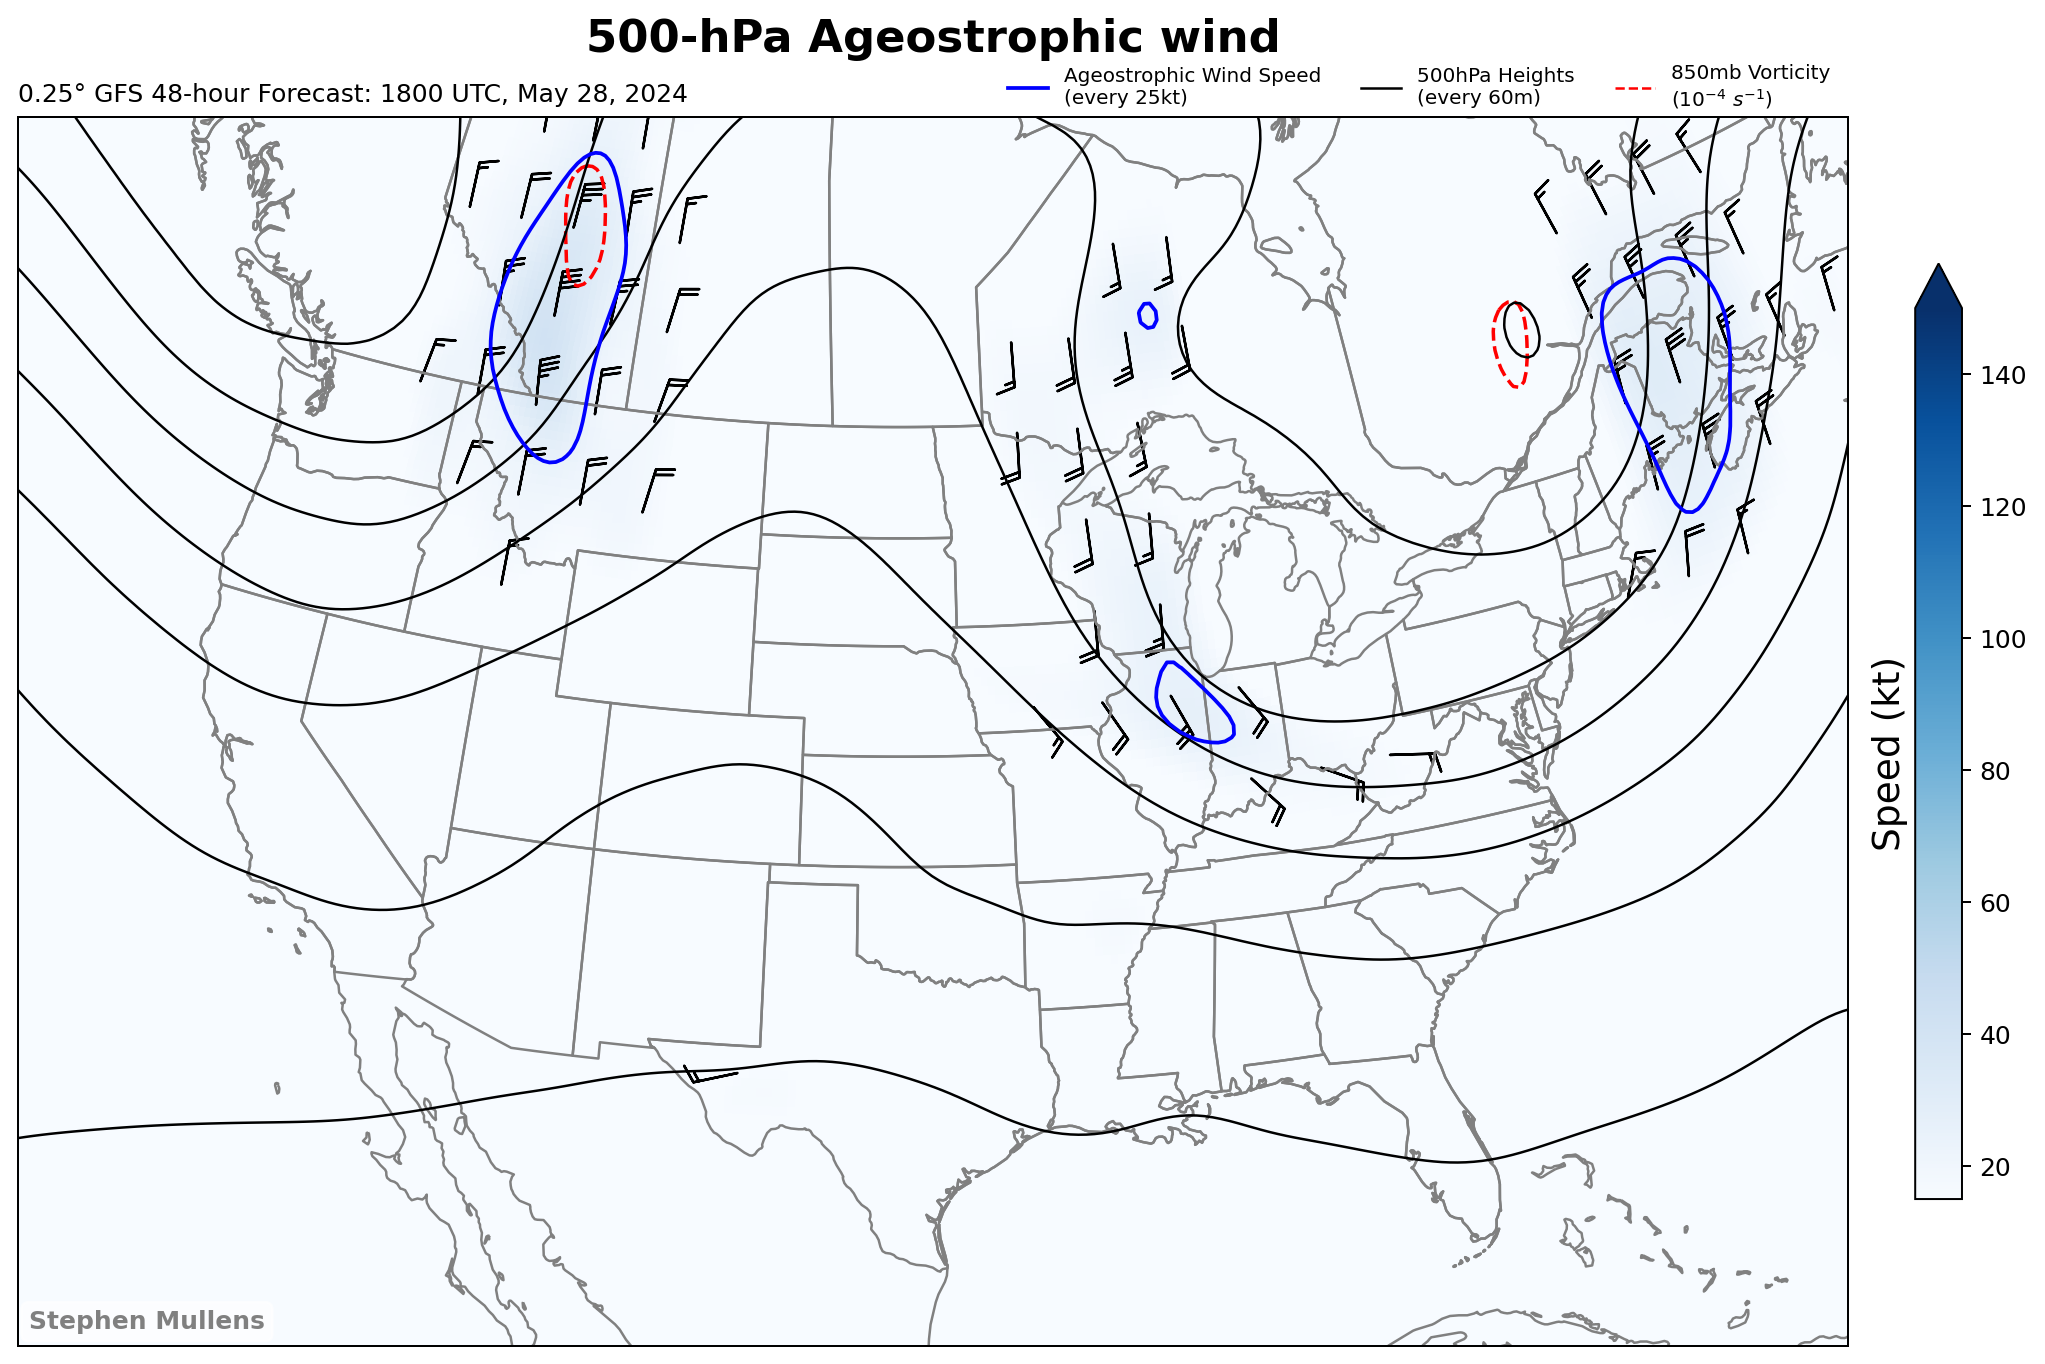 500-hPa Ageostrophic wind
0.25° GFS 48-hour Forecast: 1800 UTC, May 28, 2024
Ageostrophic Wind Speed
(every 25kt)
500hPa Heights
(every 60m)
850mb Vorticity
(10⁻⁴ s⁻¹)
140
120
100
80
60
40
20
Speed (kt)
Stephen Mullens